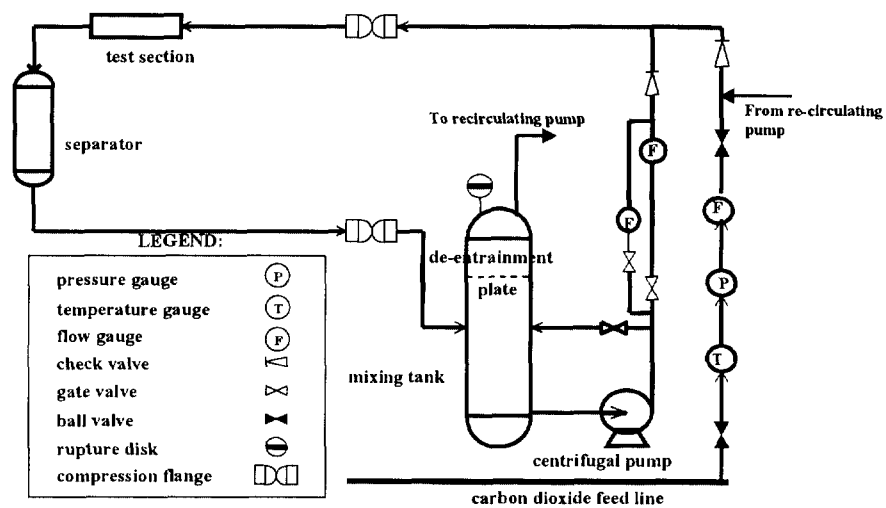 test section
From re-circulating
pump
To recirculating pump
F
separator
F
F
LEGEND:
de-entrainment
plate
pressure gauge P
P
temperature gauge T
flow gauge F
check valve
T
mixing tank
gate valve
ball valve
rupture disk
centrifugal pump
compression flange
carbon dioxide feed line